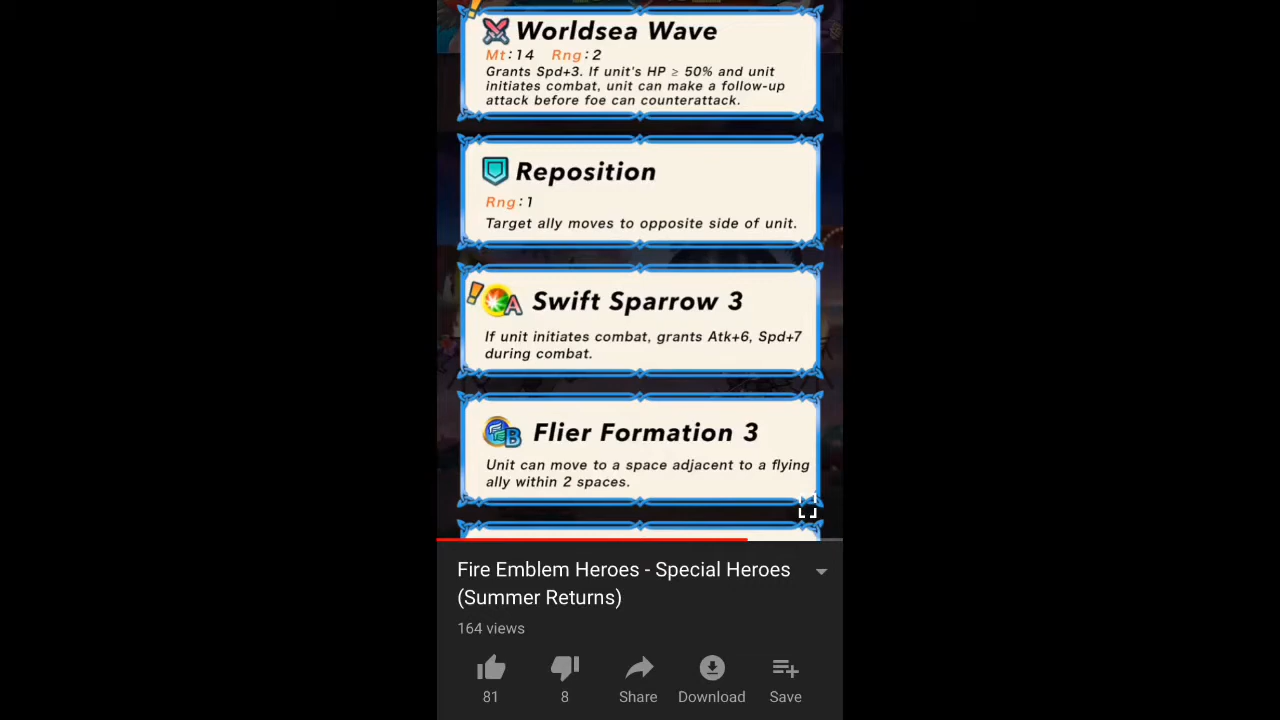 Worldsea Wave
Mt:14 Rng:2
Grants Spd+3. If unit's HP ≥ 50% and unit
initiates combat, unit can make a follow-up
attack before foe can counterattack.
Reposition
Rng:1
Target ally moves to opposite side of unit.
A
Swift Sparrow 3
If unit initiates combat, grants Atk+6, Spd+7
during combat.
B
Flier Formation 3
Unit can move to a space adjacent to a flying
ally within 2 spaces.
Fire Emblem Heroes - Special Heroes
(Summer Returns)
164 views
81 8 Share Download Save